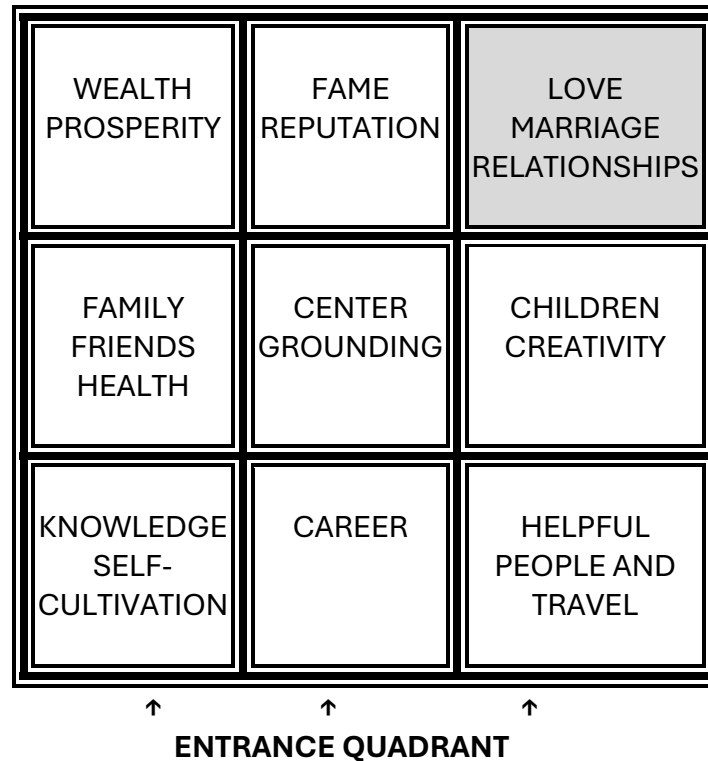 WEALTH
PROSPERITY
FAME
REPUTATION
LOVE
MARRIAGE
RELATIONSHIPS
FAMILY
FRIENDS
HEALTH
CENTER
GROUNDING
CHILDREN
CREATIVITY
KNOWLEDGE
SELF-
CULTIVATION
CAREER
HELPFUL
PEOPLE AND
TRAVEL
↑ ↑ ↑
ENTRANCE QUADRANT